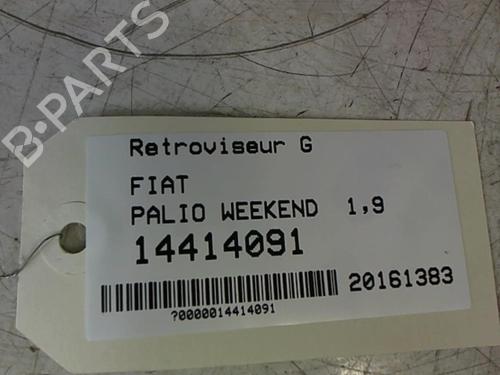 B-PARTS
Retroviseur G
FIAT
PALIO WEEKEND 1,9
14414091
20161383
?0000014414091